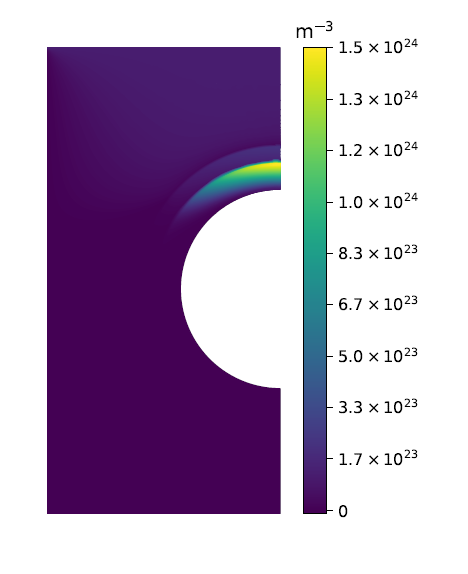 m⁻³
1.5 × 10²⁴
1.3 × 10²⁴
1.2 × 10²⁴
1.0 × 10²⁴
8.3 × 10²³
6.7 × 10²³
5.0 × 10²³
3.3 × 10²³
1.7 × 10²³
0